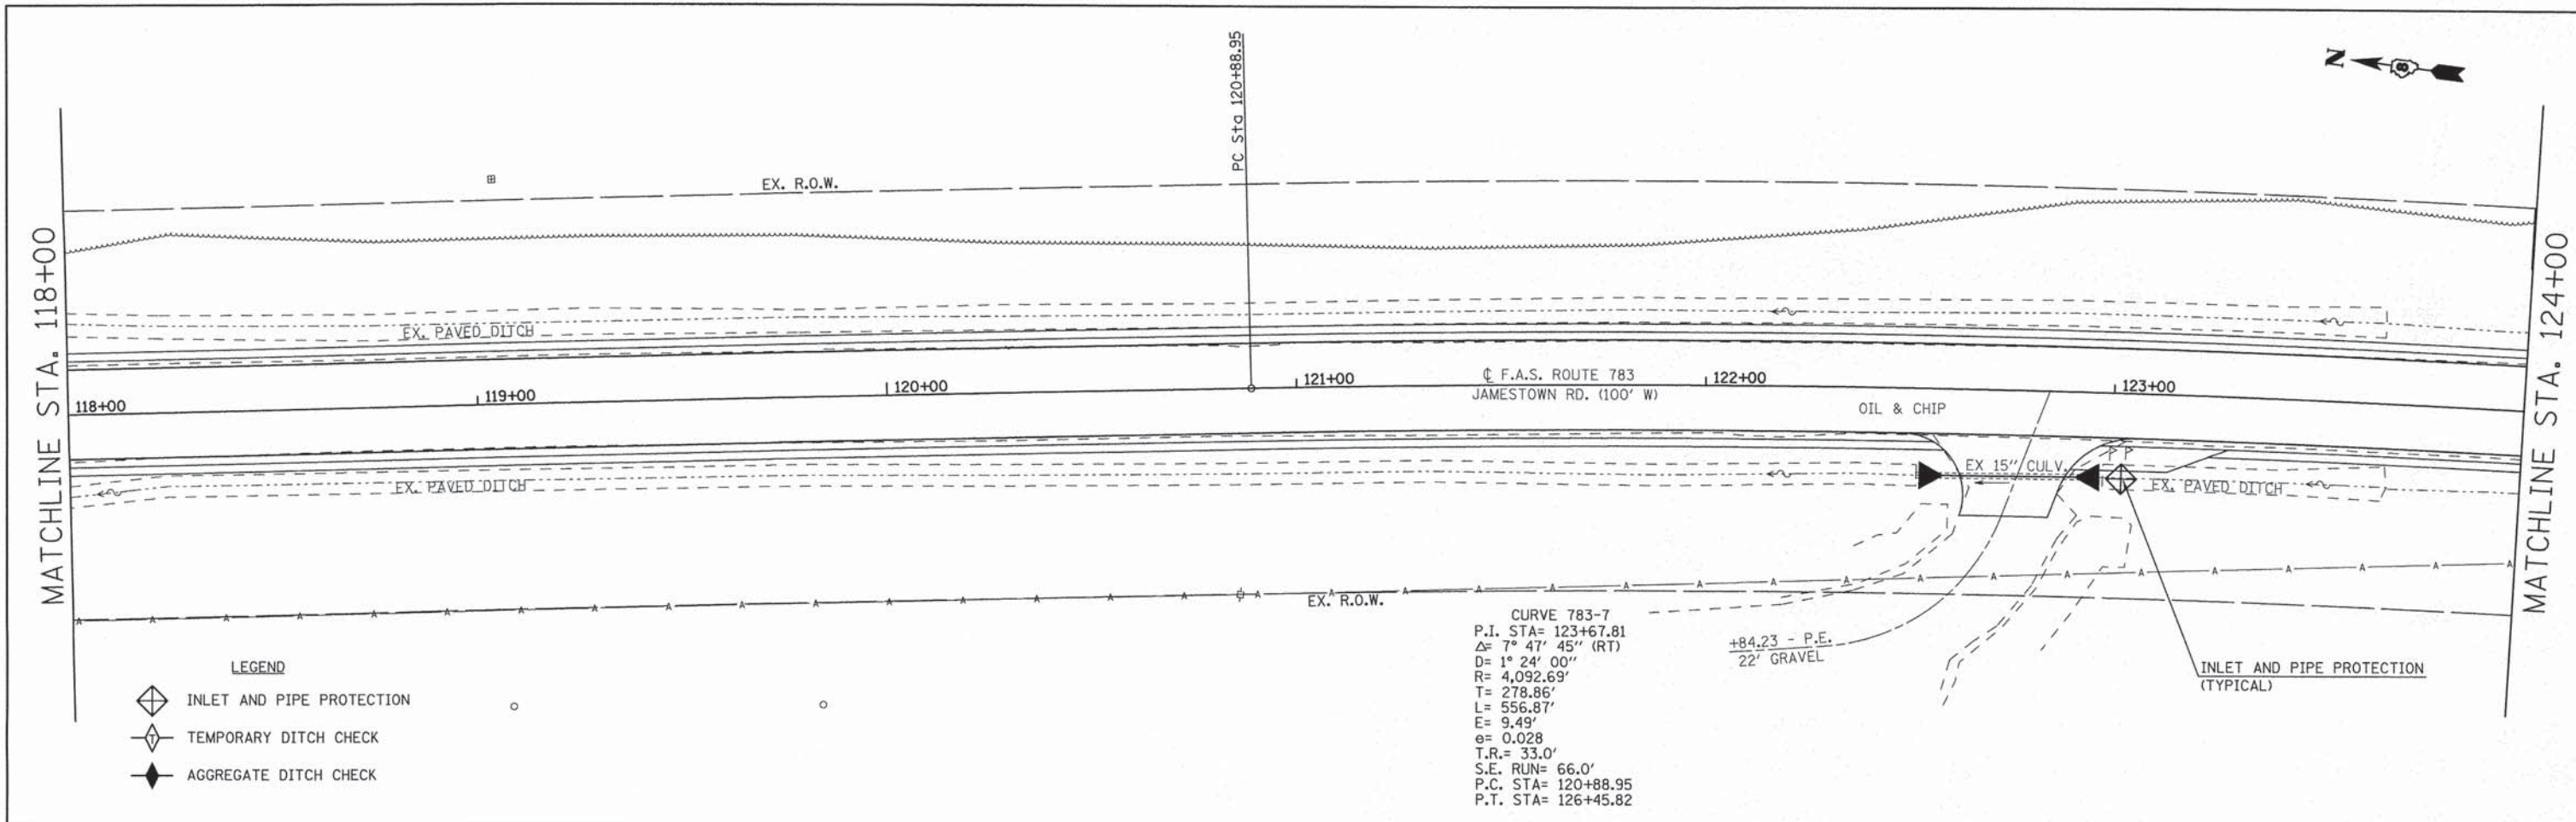 N
8
PC Sta 120+88.95
EX. R.O.W.
MATCHLINE STA. 118+00
MATCHLINE STA. 124+00
EX. PAVED DITCH
118+00
119+00
120+00
121+00
℄ F.A.S. ROUTE 783
JAMESTOWN RD. (100' W)
122+00
123+00
OIL & CHIP
EX 15" CULV.
P P
EX. PAVED DITCH
EX. PAVED DITCH
A A A A A A A A A A A A A A A A A A A A A A A A A A A A A A A A A A
EX. R.O.W.
CURVE 783-7
P.I. STA= 123+67.81
Δ= 7° 47' 45" (RT)
D= 1° 24' 00"
R= 4,092.69'
T= 278.86'
L= 556.87'
E= 9.49'
e= 0.028
T.R.= 33.0'
S.E. RUN= 66.0'
P.C. STA= 120+88.95
P.T. STA= 126+45.82
+84.23 - P.E.
22' GRAVEL
INLET AND PIPE PROTECTION
(TYPICAL)
LEGEND
INLET AND PIPE PROTECTION
T TEMPORARY DITCH CHECK
AGGREGATE DITCH CHECK